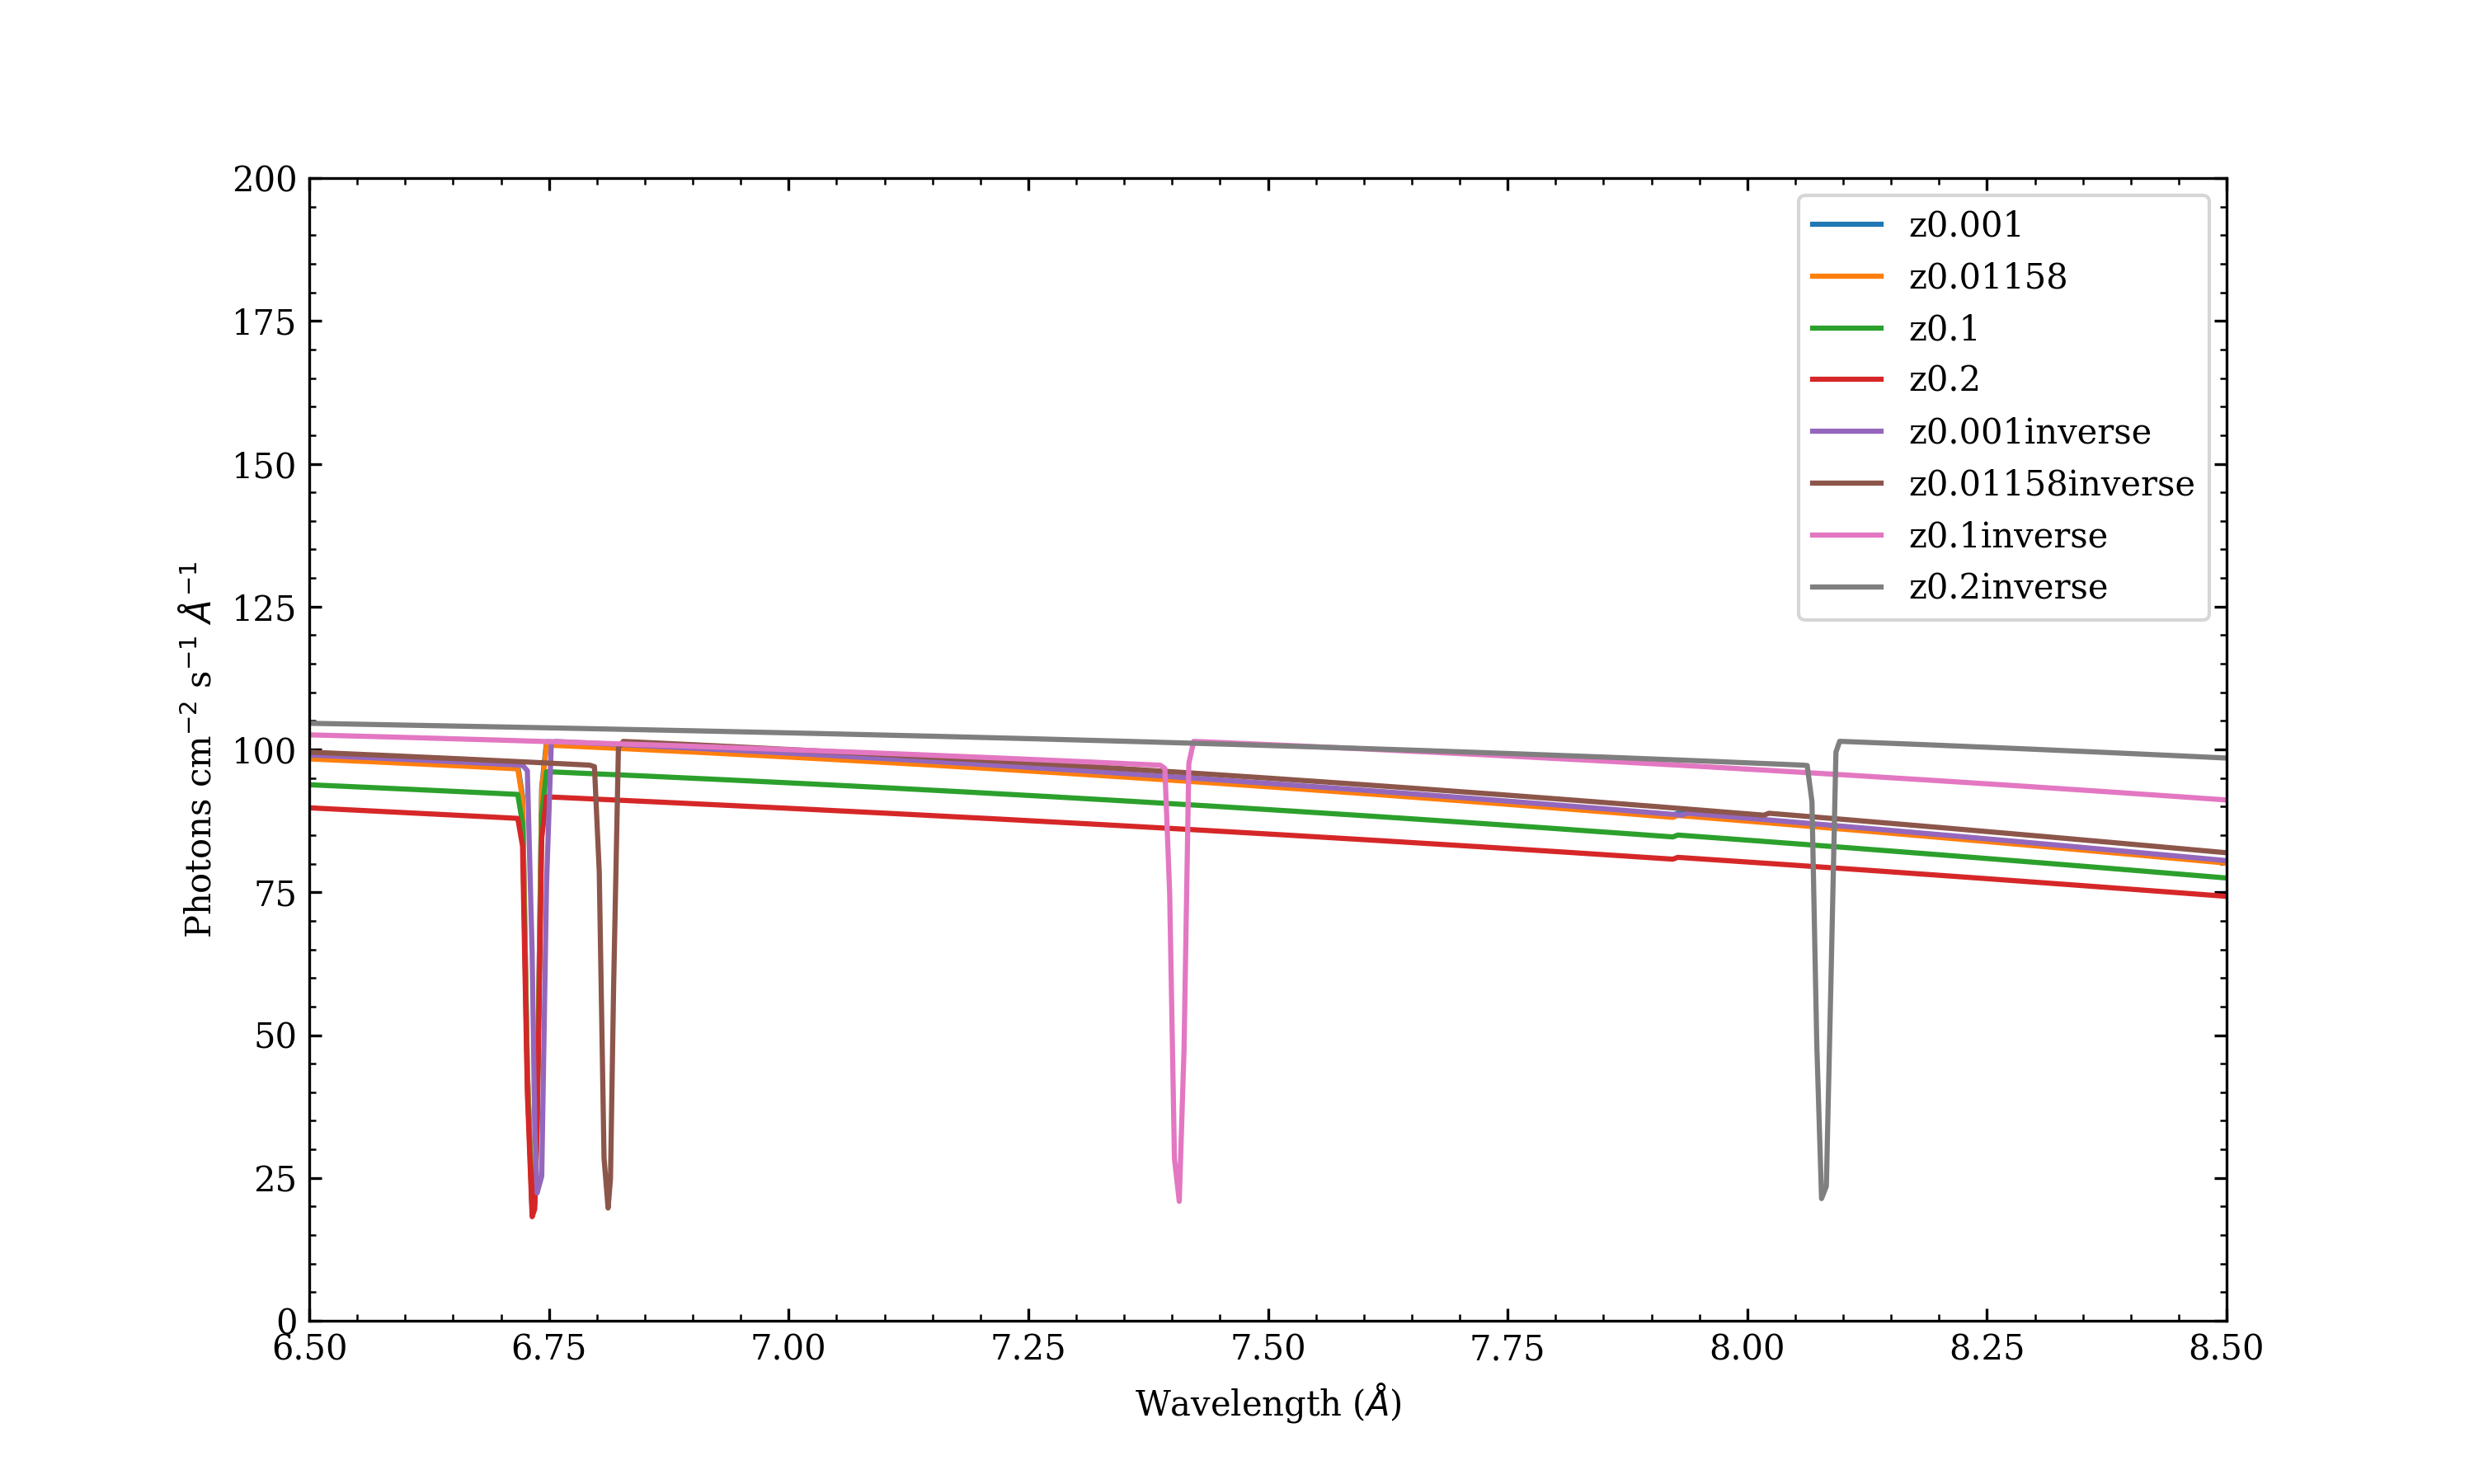 200
175
150
125
100
75
50
25
0
Photons cm⁻² s⁻¹ Å⁻¹
6.50 6.75 7.00 7.25 7.50 7.75 8.00 8.25 8.50
Wavelength (Å)
z0.001
z0.01158
z0.1
z0.2
z0.001inverse
z0.01158inverse
z0.1inverse
z0.2inverse